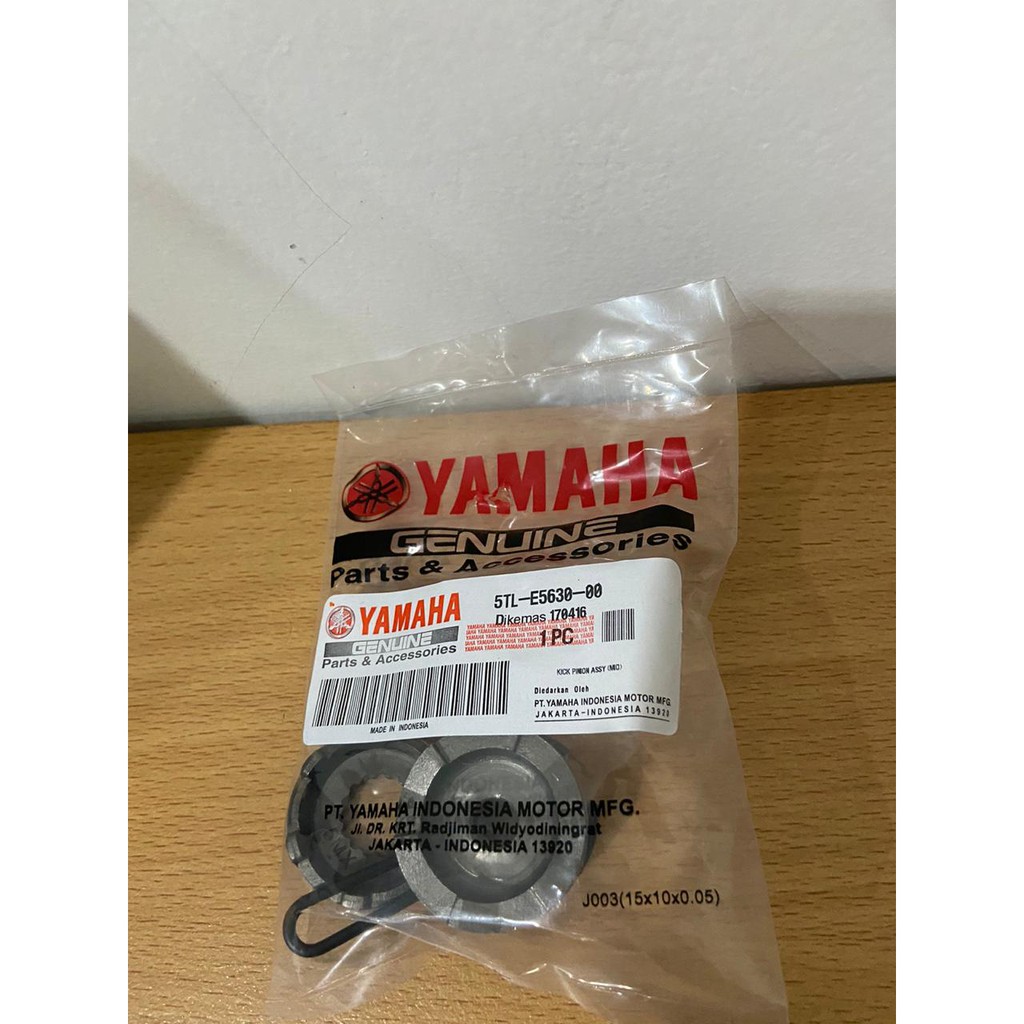 YAMAHA
GENUINE
Parts & Accessories
YAMAHA
GENUINE
Parts & Accessories
5TL-E5630-00
Dikemas 170416
1 PC
KICK PINION ASSY (MIO)
Diedarkan Oleh
PT. YAMAHA INDONESIA MOTOR MFG.
JAKARTA-INDONESIA 13920
MADE IN INDONESIA
PT. YAMAHA INDONESIA MOTOR MFG.
Jl. DR. KRT. Radjiman Widyodiningrat
JAKARTA - INDONESIA 13920
J003(15x10x0.05)